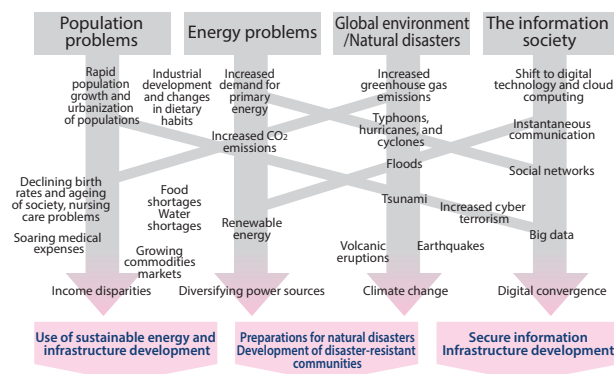 Population
problems
Energy problems
Global environment
/Natural disasters
The information
society
Rapid
population
growth and
urbanization
of populations
Industrial
development
and changes
in dietary
habits
Increased
demand for
primary
energy
Increased
greenhouse gas
emissions
Shift to digital
technology and cloud
computing
Increased CO₂
emissions
Typhoons,
hurricanes, and
cyclones
Instantaneous
communication
Floods
Social networks
Declining birth
rates and ageing
of society, nursing
care problems
Food
shortages
Water
shortages
Tsunami
Increased cyber
terrorism
Renewable
energy
Big data
Soaring medical
expenses
Growing
commodities
markets
Volcanic
eruptions
Earthquakes
Income disparities
Diversifying power sources
Climate change
Digital convergence
Use of sustainable energy and
infrastructure development
Preparations for natural disasters
Development of disaster-resistant
communities
Secure information
Infrastructure development